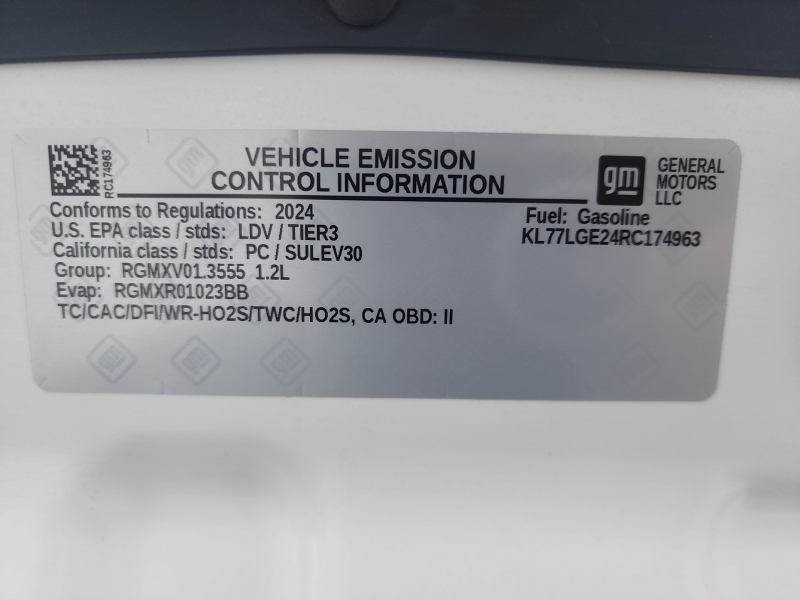 RC174963
VEHICLE EMISSION
CONTROL INFORMATION
gm
GENERAL
MOTORS
LLC
Conforms to Regulations: 2024
U.S. EPA class / stds: LDV / TIER3
California class / stds: PC / SULEV30
Group: RGMXV01.3555 1.2L
Evap: RGMXR01023BB
TC/CAC/DFI/WR-HO2S/TWC/HO2S, CA OBD: II
Fuel: Gasoline
KL77LGE24RC174963